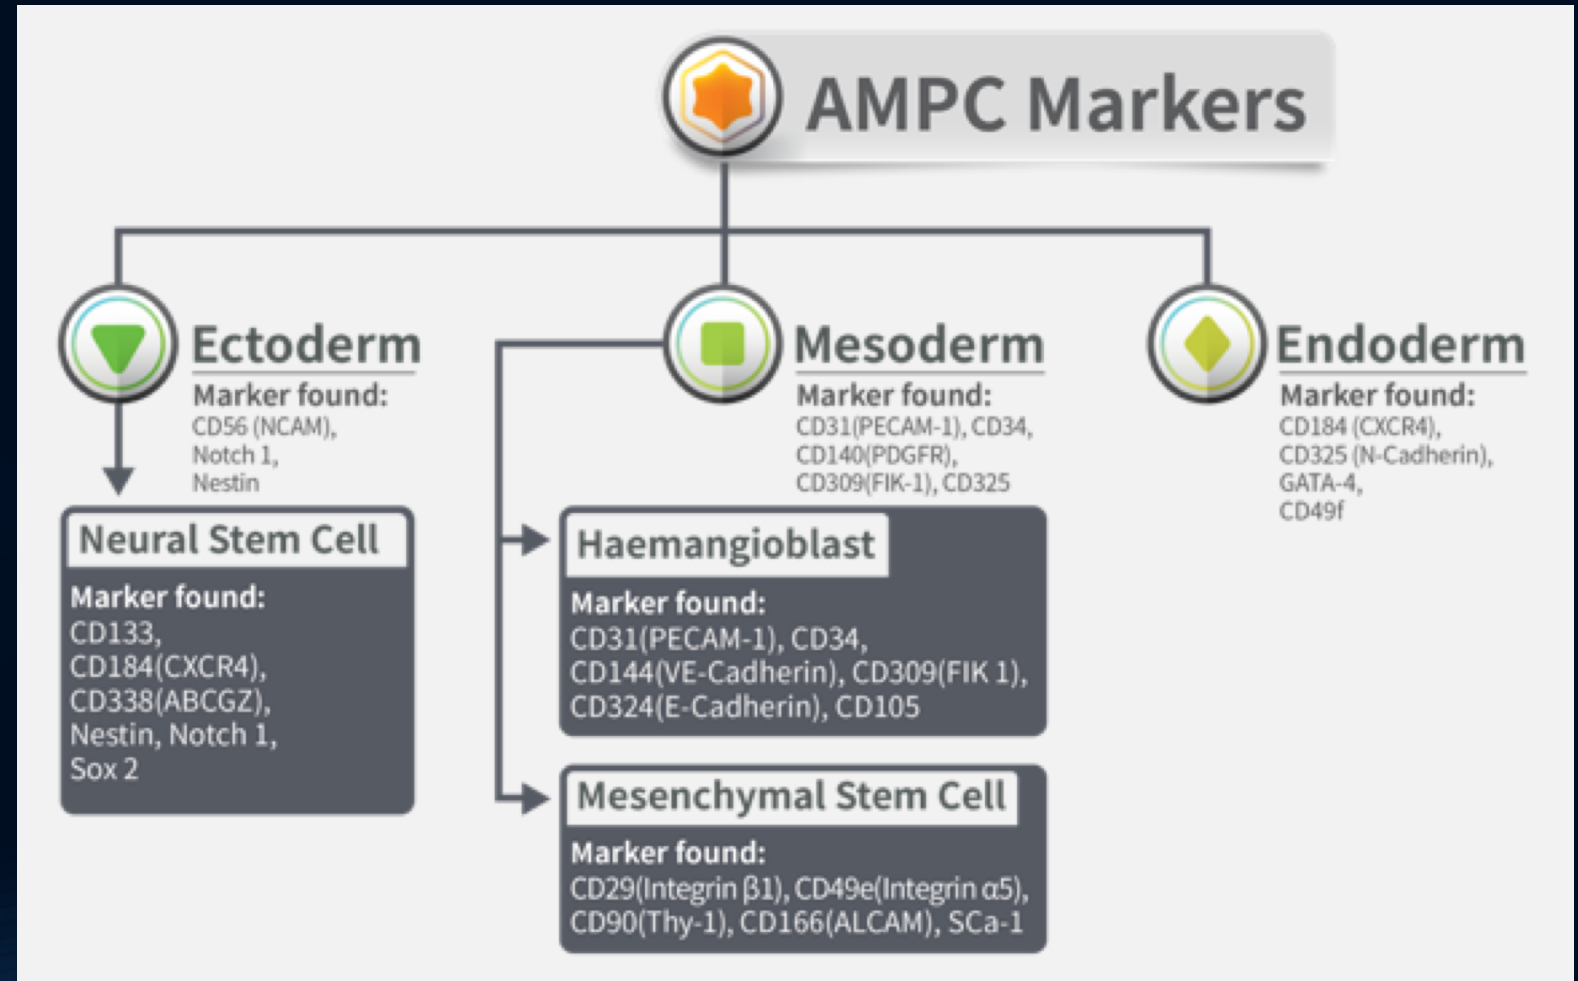 AMPC Markers
Ectoderm
Marker found:
CD56 (NCAM),
Notch 1,
Nestin
Neural Stem Cell
Marker found:
CD133,
CD184(CXCR4),
CD338(ABCGZ),
Nestin, Notch 1,
Sox 2
Mesoderm
Marker found:
CD31(PECAM-1), CD34,
CD140(PDGFR),
CD309(FIK-1), CD325
Haemangioblast
Marker found:
CD31(PECAM-1), CD34,
CD144(VE-Cadherin), CD309(FIK 1),
CD324(E-Cadherin), CD105
Mesenchymal Stem Cell
Marker found:
CD29(Integrin β1), CD49e(Integrin α5),
CD90(Thy-1), CD166(ALCAM), SCa-1
Endoderm
Marker found:
CD184 (CXCR4),
CD325 (N-Cadherin),
GATA-4,
CD49f